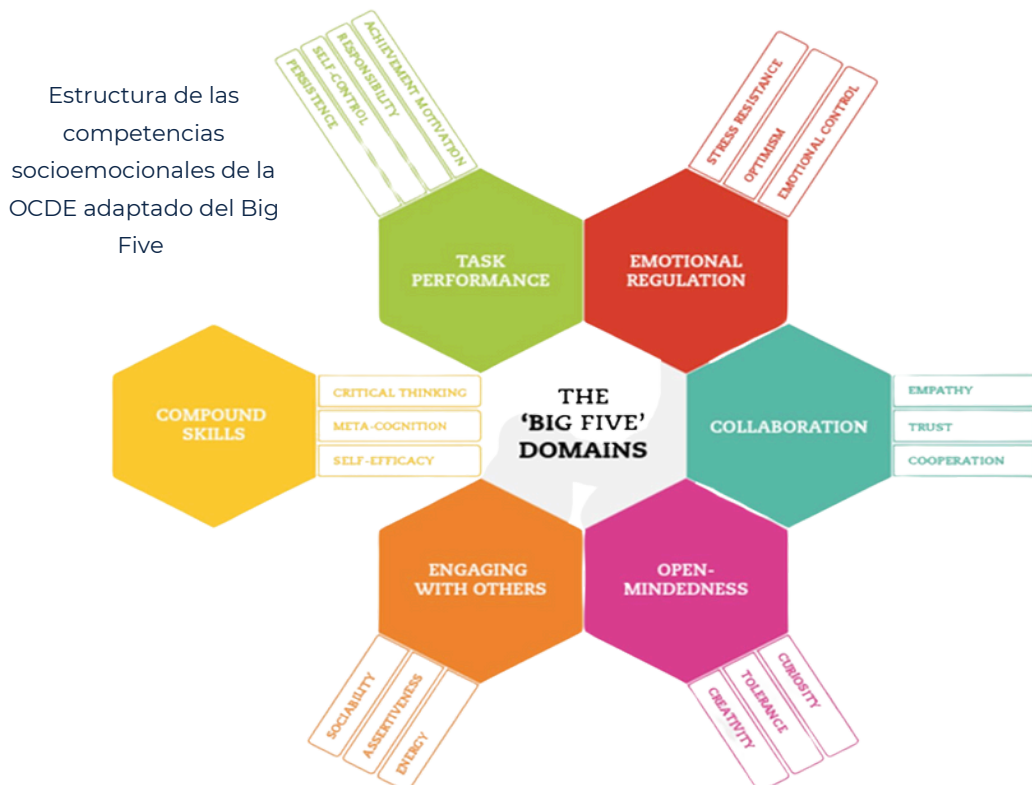 Estructura de las
competencias
socioemocionales de la
OCDE adaptado del Big
Five
PERSISTENCE
SELF-CONTROL
RESPONSIBILITY
ACHIEVEMENT MOTIVATION
STRESS RESISTANCE
OPTIMISM
EMOTIONAL CONTROL
TASK
PERFORMANCE
EMOTIONAL
REGULATION
COMPOUND
SKILLS
CRITICAL THINKING
META-COGNITION
SELF-EFFICACY
THE
‘BIG FIVE’
DOMAINS
COLLABORATION
EMPATHY
TRUST
COOPERATION
ENGAGING
WITH OTHERS
OPEN-
MINDEDNESS
SOCIABILITY
ASSERTIVENESS
ENERGY
CREATIVITY
TOLERANCE
CURIOSITY